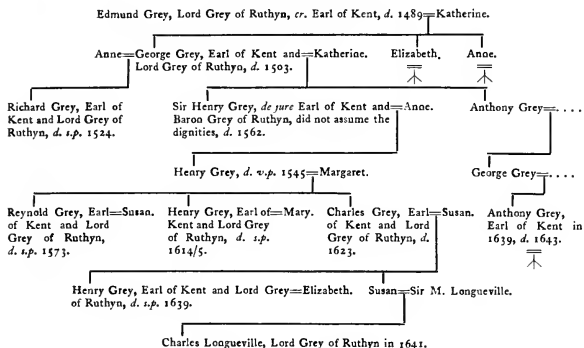 Edmund Grey, Lord Grey of Ruthyn, cr. Earl of Kent, d. 1489=Katherine.
Anne=George Grey, Earl of Kent and=Katherine.
Lord Grey of Ruthyn, d. 1503.
Elizabeth.
Anne.
Richard Grey, Earl of
Kent and Lord Grey of
Ruthyn, d. s.p. 1524.
Sir Henry Grey, de jure Earl of Kent and=Anne.
Baron Grey of Ruthyn, did not assume the
dignities, d. 1562.
Anthony Grey=....
Henry Grey, d. v.p. 1545=Margaret.
George Grey=....
Reynold Grey, Earl=Susan.
of Kent and Lord
Grey of Ruthyn,
d. s.p. 1573.
Henry Grey, Earl of=Mary.
Kent and Lord Grey
of Ruthyn, d. s.p.
1614/5.
Charles Grey, Earl=Susan.
of Kent and Lord
Grey of Ruthyn, d.
1623.
Anthony Grey,
Earl of Kent in
1639, d. 1643.
Henry Grey, Earl of Kent and Lord Grey=Elizabeth.
of Ruthyn, d. s.p. 1639.
Susan=Sir M. Longueville.
Charles Longueville, Lord Grey of Ruthyn in 1641.